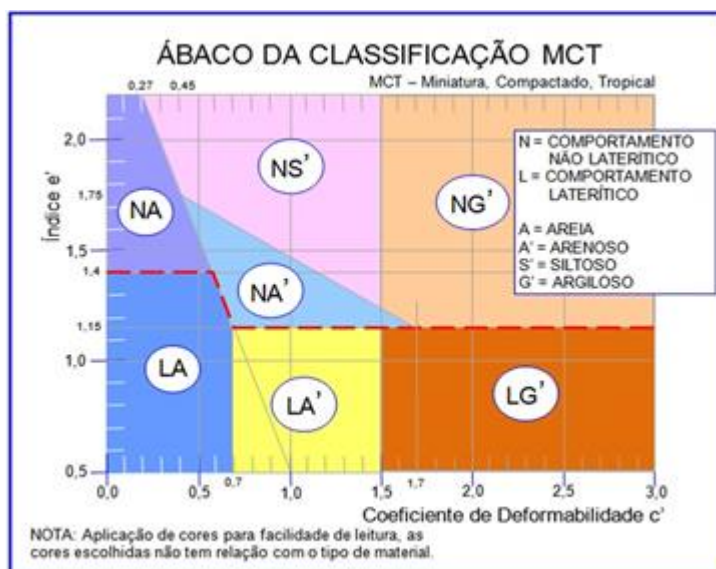 ÁBACO DA CLASSIFICAÇÃO MCT
MCT – Miniatura, Compactado, Tropical
0,27 0,45
2,0
1,75
1,5
1,4
1,15
1,0
0,5
Índice e'
NA
NS'
NG'
NA'
LA
LA'
LG'
N = COMPORTAMENTO
NÃO LATERÍTICO
L = COMPORTAMENTO
LATERÍTICO
A = AREIA
A' = ARENOSO
S' = SILTOSO
G' = ARGILOSO
0,0 0,5 0,7 1,0 1,5 1,7 2,0 2,5 3,0
Coeficiente de Deformabilidade c'
NOTA: Aplicação de cores para facilidade de leitura, as
cores escolhidas não tem relação com o tipo de material.